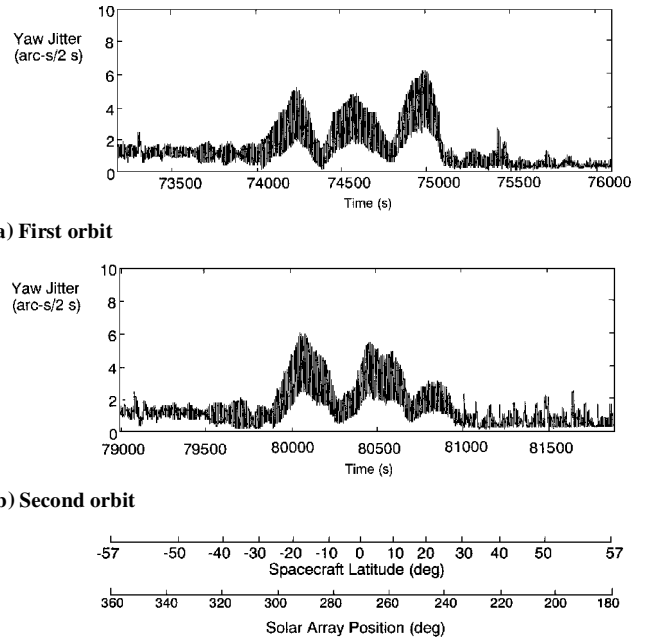 10
Yaw Jitter
(arc-s/2 s)
8
6
4
2
0
73500 74000 74500 75000 75500 76000
Time (s)
a) First orbit
10
Yaw Jitter
(arc-s/2 s)
8
6
4
2
0
79000 79500 80000 80500 81000 81500
Time (s)
b) Second orbit
-57 -50 -40 -30 -20 -10 0 10 20 30 40 50 57
Spacecraft Latitude (deg)
360 340 320 300 280 260 240 220 200 180
Solar Array Position (deg)